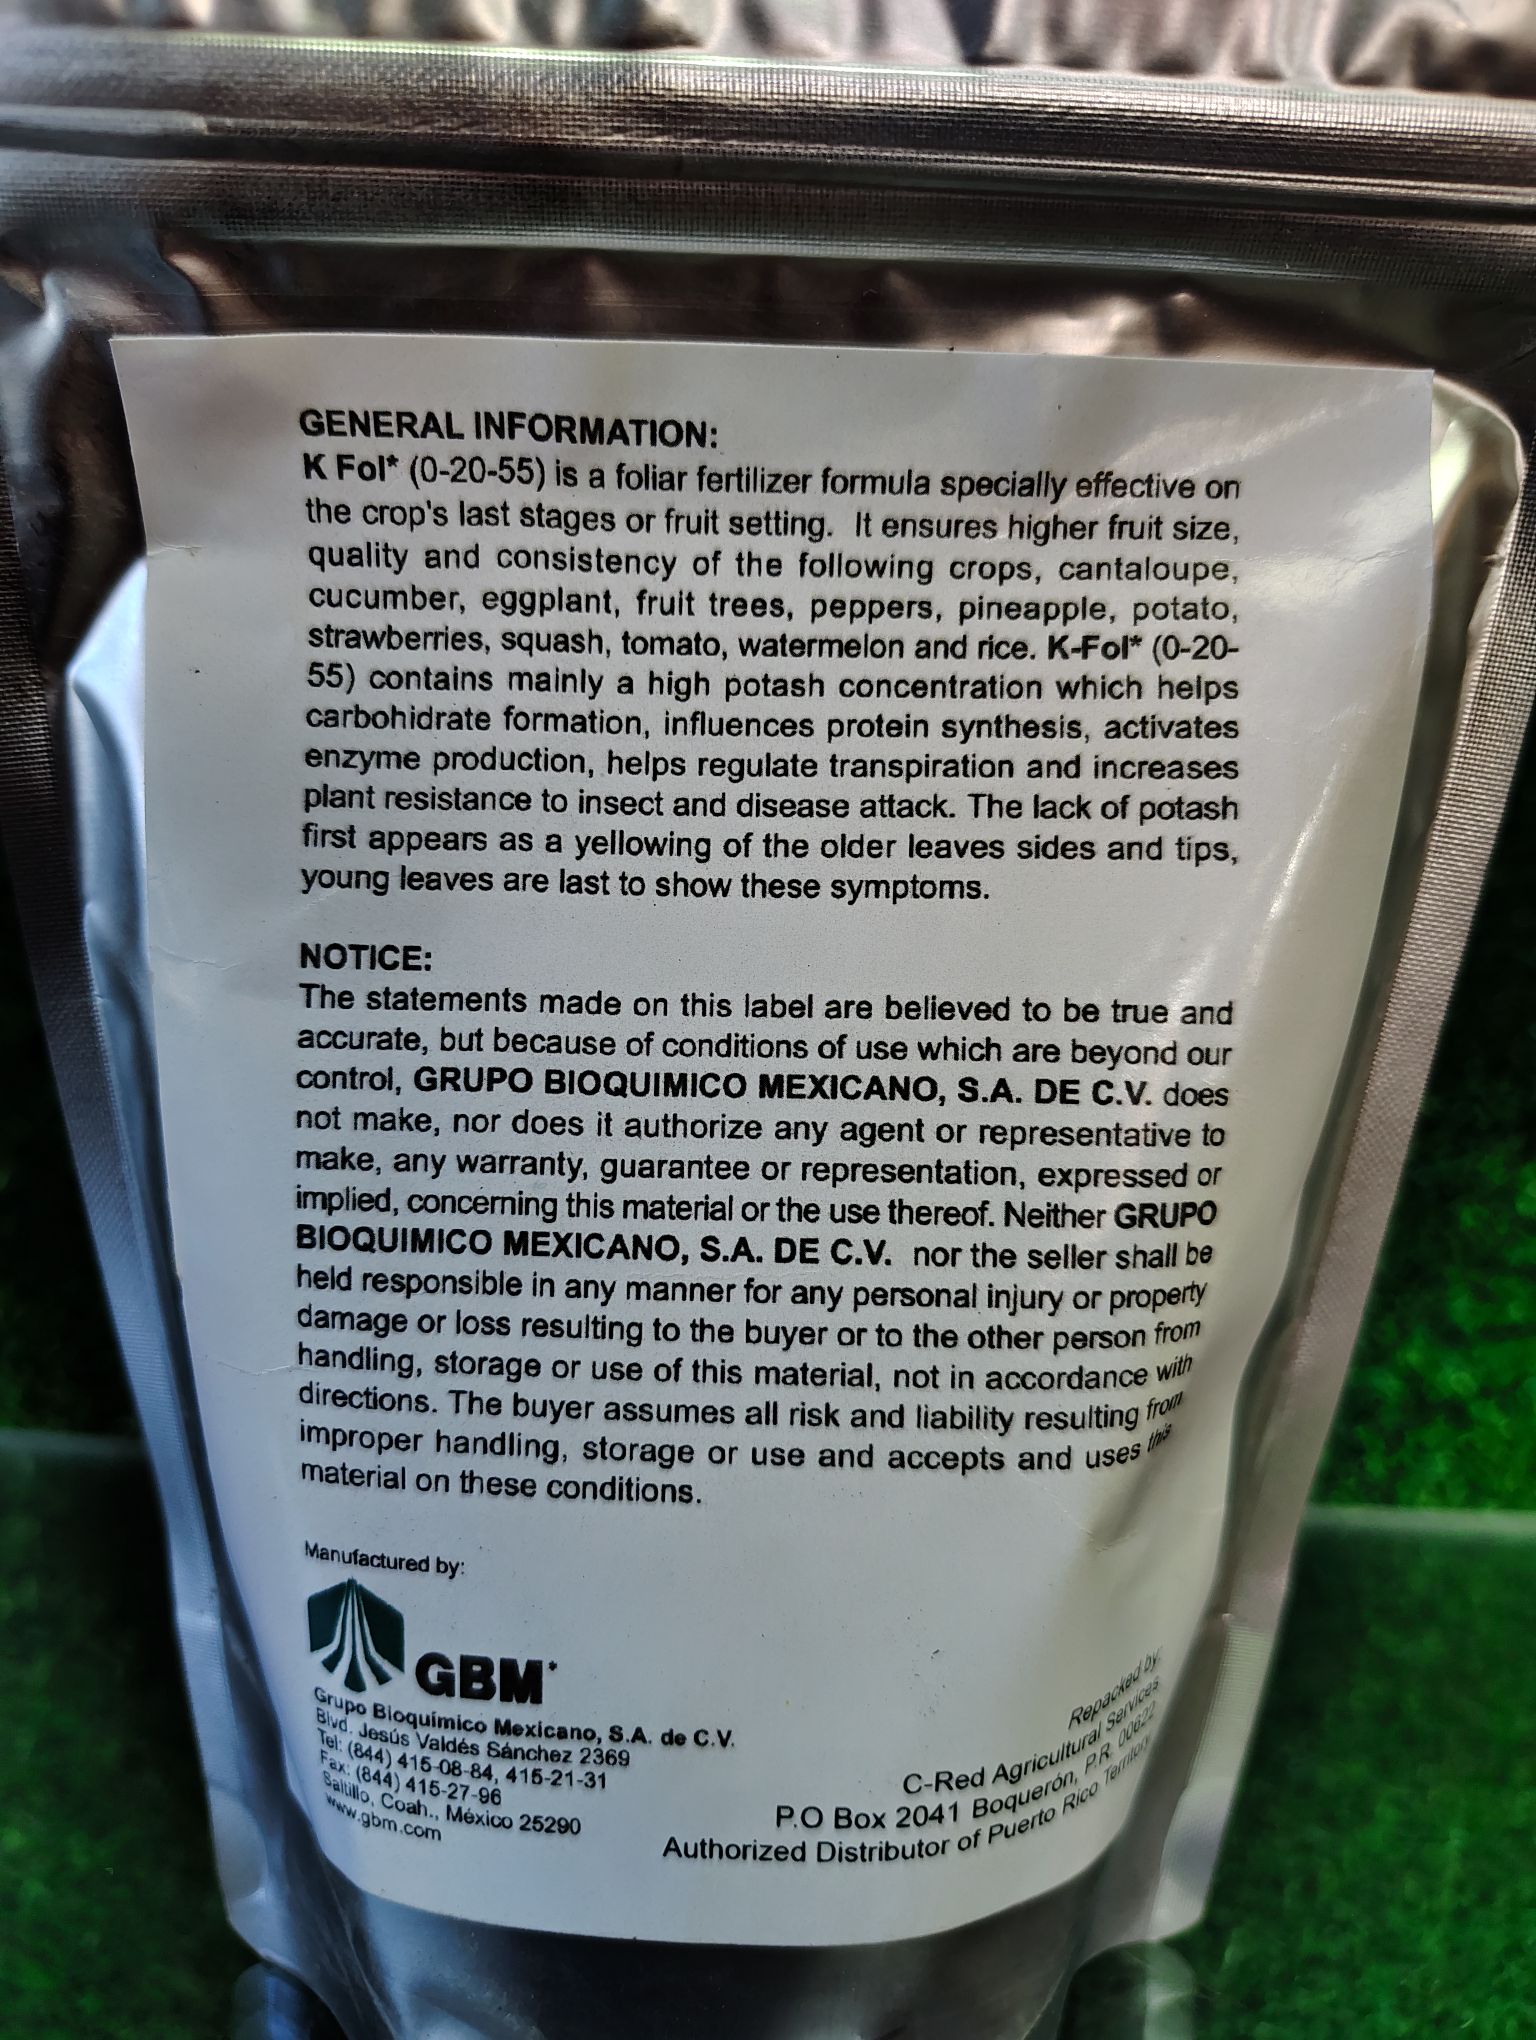 GENERAL INFORMATION:
K Fol* (0-20-55) is a foliar fertilizer formula specially effective on
the crop's last stages or fruit setting. It ensures higher fruit size,
quality and consistency of the following crops, cantaloupe,
cucumber, eggplant, fruit trees, peppers, pineapple, potato,
strawberries, squash, tomato, watermelon and rice. K-Fol* (0-20-
55) contains mainly a high potash concentration which helps
carbohidrate formation, influences protein synthesis, activates
enzyme production, helps regulate transpiration and increases
plant resistance to insect and disease attack. The lack of potash
first appears as a yellowing of the older leaves sides and tips,
young leaves are last to show these symptoms.
NOTICE:
The statements made on this label are believed to be true and
accurate, but because of conditions of use which are beyond our
control, GRUPO BIOQUIMICO MEXICANO, S.A. DE C.V. does
not make, nor does it authorize any agent or representative to
make, any warranty, guarantee or representation, expressed or
implied, concerning this material or the use thereof. Neither GRUPO
BIOQUIMICO MEXICANO, S.A. DE C.V. nor the seller shall be
held responsible in any manner for any personal injury or property
damage or loss resulting to the buyer or to the other person from
handling, storage or use of this material, not in accordance with
directions. The buyer assumes all risk and liability resulting from
improper handling, storage or use and accepts and uses this
material on these conditions.
Manufactured by:
GBM*
Grupo Bioquímico Mexicano, S.A. de C.V.
Blvd. Jesús Valdés Sánchez 2369
Tel: (844) 415-08-84, 415-21-31
Fax: (844) 415-27-96
Saltillo, Coah., México 25290
www.gbm.com
Repacked by:
C-Red Agricultural Services
P.O Box 2041 Boquerón, P.R. 00622
Authorized Distributor of Puerto Rico Territory